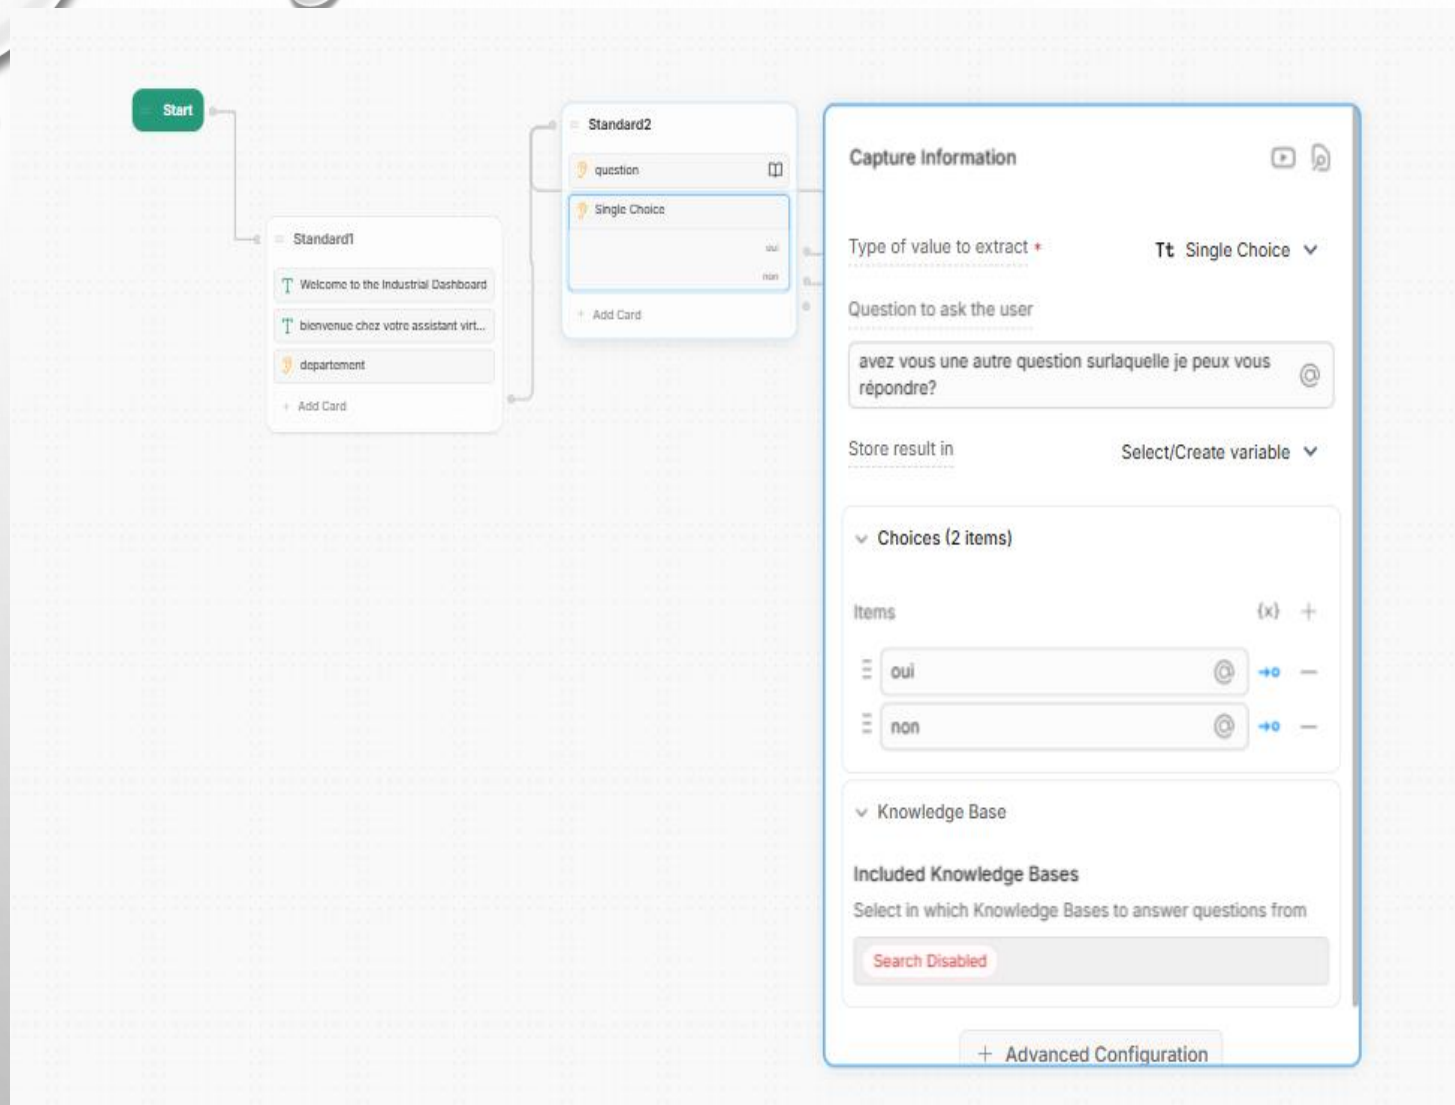 Start
Standard1
Welcome to the Industrial Dashboard
bienvenue chez votre assistant virt...
departement
+ Add Card
Standard2
question
Single Choice
oui
non
+ Add Card
Capture Information
Type of value to extract *
Tt Single Choice
Question to ask the user
avez vous une autre question surlaquelle je peux vous
répondre?
@
Store result in
Select/Create variable
Choices (2 items)
Items
{x} +
oui @
non @
Knowledge Base
Included Knowledge Bases
Select in which Knowledge Bases to answer questions from
Search Disabled
+ Advanced Configuration